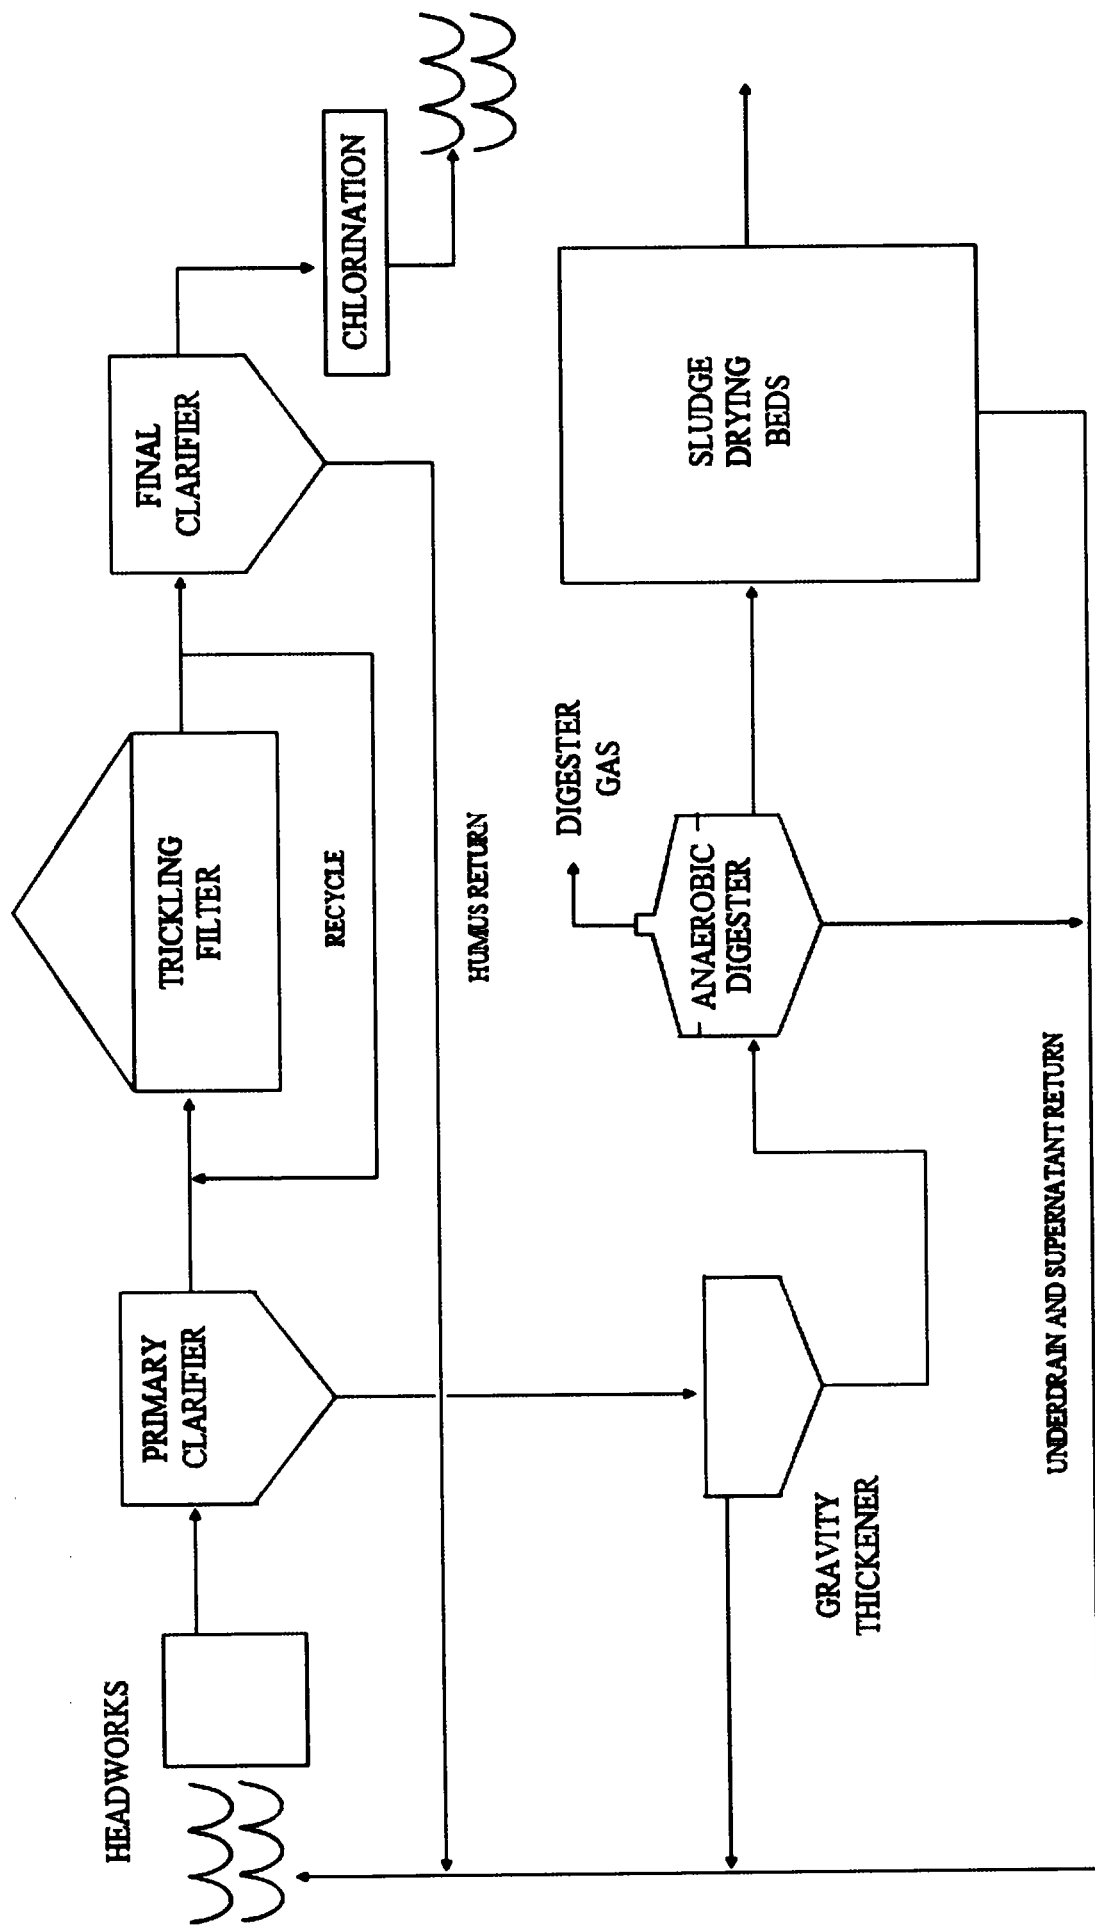 HEADWORKS
PRIMARY
CLARIFIER
TRICKLING
FILTER
FINAL
CLARIFIER
CHLORINATION
RECYCLE
HUMUS RETURN
GRAVITY
THICKENER
ANAEROBIC
DIGESTER
DIGESTER
GAS
SLUDGE
DRYING
BEDS
UNDERDRAIN AND SUPERNATANT RETURN